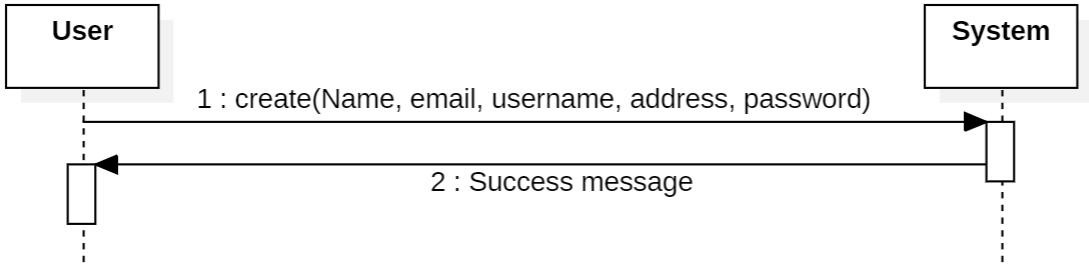 User
System
1 : create(Name, email, username, address, password)
2 : Success message